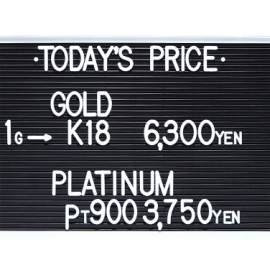 ·TODAY'S PRICE·
GOLD
1G→ K18 6,300YEN
PLATINUM
PT900 3,750YEN